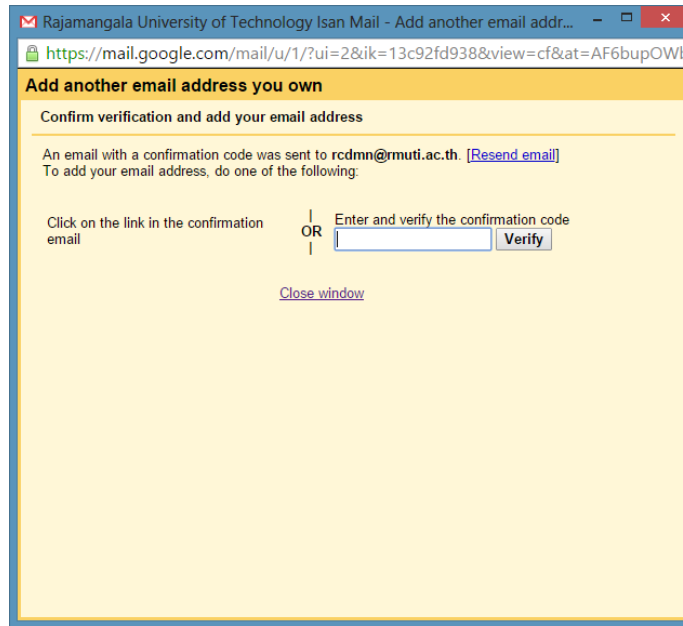 Rajamangala University of Technology Isan Mail - Add another email addr...
https://mail.google.com/mail/u/1/?ui=2&ik=13c92fd938&view=cf&at=AF6bupOWb
Add another email address you own
Confirm verification and add your email address
An email with a confirmation code was sent to rcdmn@rmuti.ac.th. [Resend email]
To add your email address, do one of the following:
Click on the link in the confirmation
email
OR
Enter and verify the confirmation code
Verify
Close window